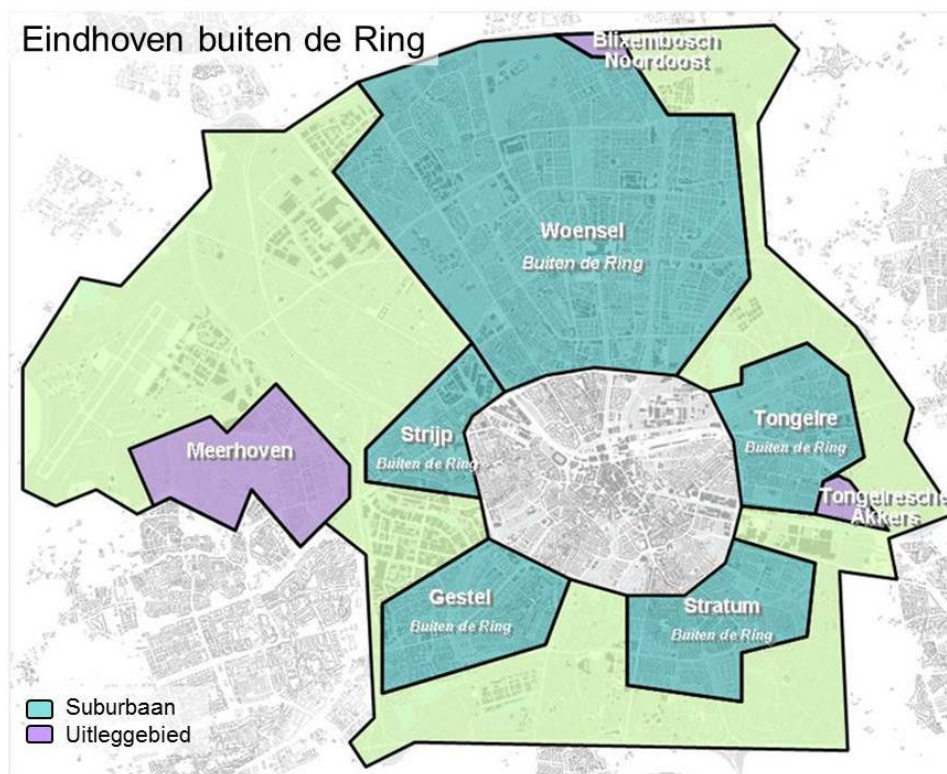 Eindhoven buiten de Ring
Blixembosch
Noordoost
Woensel
Buiten de Ring
Strijp
Buiten de Ring
Meerhoven
Tongelre
Buiten de Ring
Tongelresche
Akkers
Gestel
Buiten de Ring
Stratum
Buiten de Ring
Suburbaan
Uitleggebied